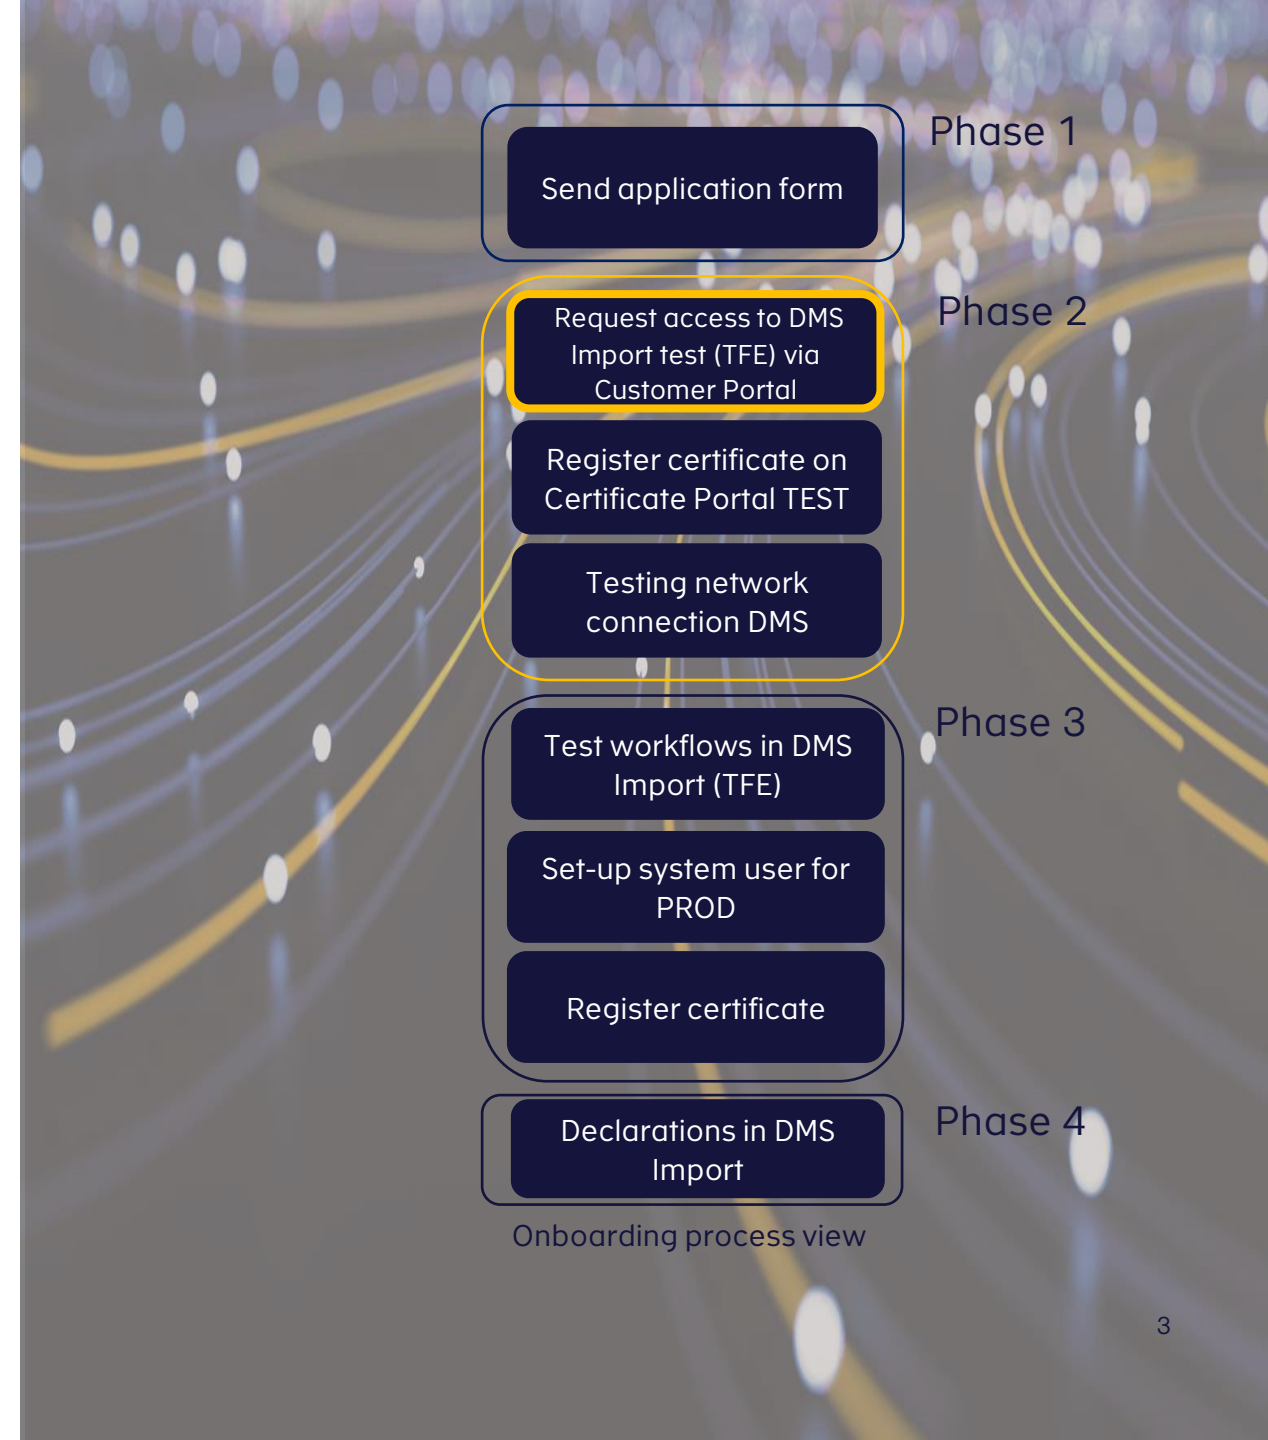 Phase 1
Send application form
Phase 2
Request access to DMS
Import test (TFE) via
Customer Portal
Register certificate on
Certificate Portal TEST
Testing network
connection DMS
Phase 3
Test workflows in DMS
Import (TFE)
Set-up system user for
PROD
Register certificate
Phase 4
Declarations in DMS
Import
Onboarding process view
3